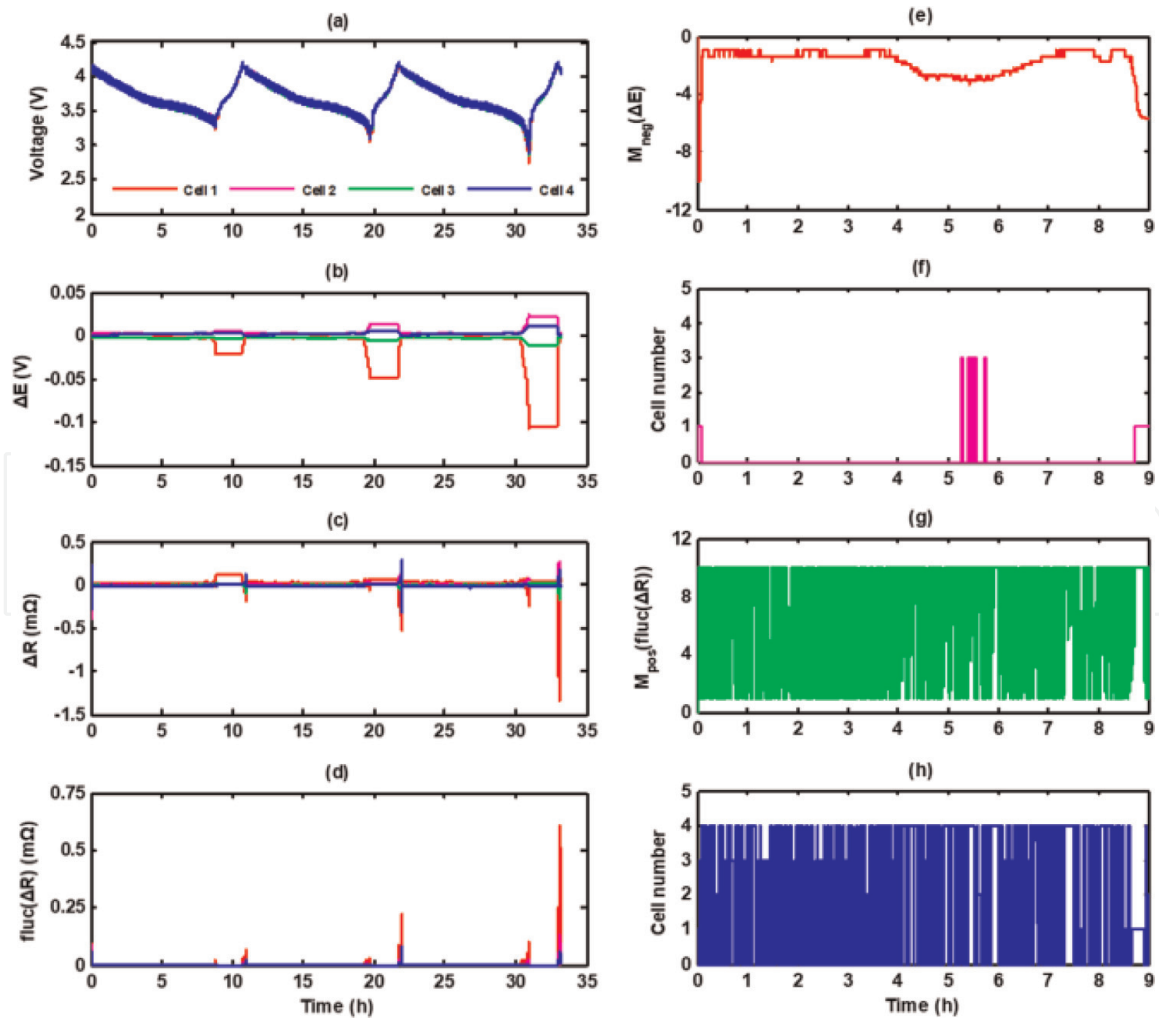 (a)
4.5
4
3.5
3
2.5
2
Voltage (V)
Cell 1 Cell 2 Cell 3 Cell 4
0 5 10 15 20 25 30 35
(b)
0.05
0
-0.05
-0.1
-0.15
ΔE (V)
0 5 10 15 20 25 30 35
(c)
0.5
0
-0.5
-1
-1.5
ΔR (mΩ)
0 5 10 15 20 25 30 35
(d)
0.75
0.5
0.25
0
fluc(ΔR) (mΩ)
0 5 10 15 20 25 30 35
Time (h)
(e)
0
-4
-8
-12
Mneg(ΔE)
0 1 2 3 4 5 6 7 8 9
(f)
5
4
3
2
1
0
Cell number
0 1 2 3 4 5 6 7 8 9
(g)
12
8
4
0
Mpos(fluc(ΔR))
0 1 2 3 4 5 6 7 8 9
(h)
5
4
3
2
1
0
Cell number
0 1 2 3 4 5 6 7 8 9
Time (h)